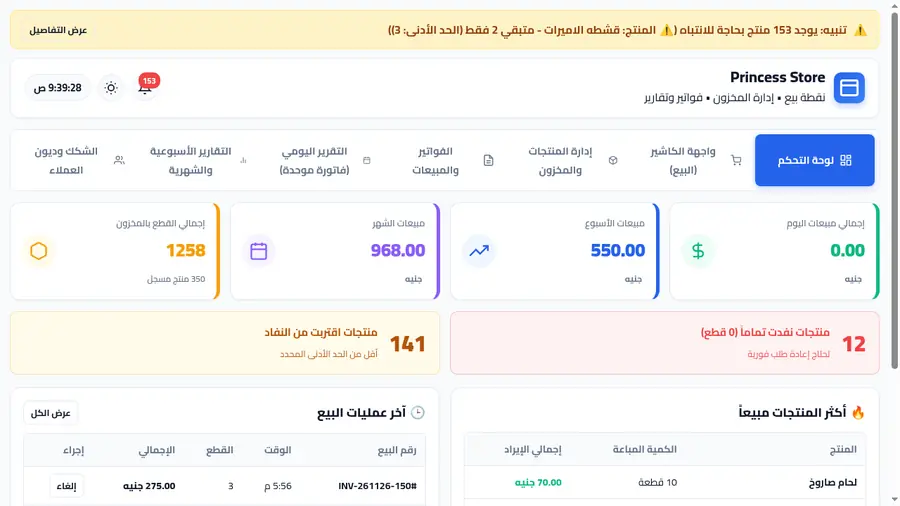 ⚠️ تنبيه: يوجد 153 منتج بحاجة للانتباه (⚠️ المنتج: قشطه الاميرات - متبقي 2 فقط (الحد الأدنى: 3))
عرض التفاصيل
Princess Store
نقطة بيع • إدارة المخزون • فواتير وتقارير
153
9:39:28 ص
لوحة التحكم
واجهة الكاشير
(البيع)
إدارة المنتجات
والمخزون
الفواتير
والمبيعات
التقرير اليومي
(فاتورة موحدة)
التقارير الأسبوعية
والشهرية
الشكك وديون
العملاء
إجمالي مبيعات اليوم
0.00
جنيه
مبيعات الأسبوع
550.00
جنيه
مبيعات الشهر
968.00
جنيه
إجمالي القطع بالمخزون
1258
350 منتج مسجل
12
منتجات نفدت تماماً (0 قطع)
تحتاج إعادة طلب فورية
141
منتجات اقتربت من النفاد
أقل من الحد الأدنى المحدد
🔥 أكثر المنتجات مبيعاً
المنتج الكمية المباعة إجمالي الإيراد
لحام صاروخ 10 قطعة 70.00 جنيه
🕒 آخر عمليات البيع
عرض الكل
رقم البيع الوقت القطع الإجمالي إجراء
#INV-261126-150 5:56 م 3 275.00 جنيه إلغاء